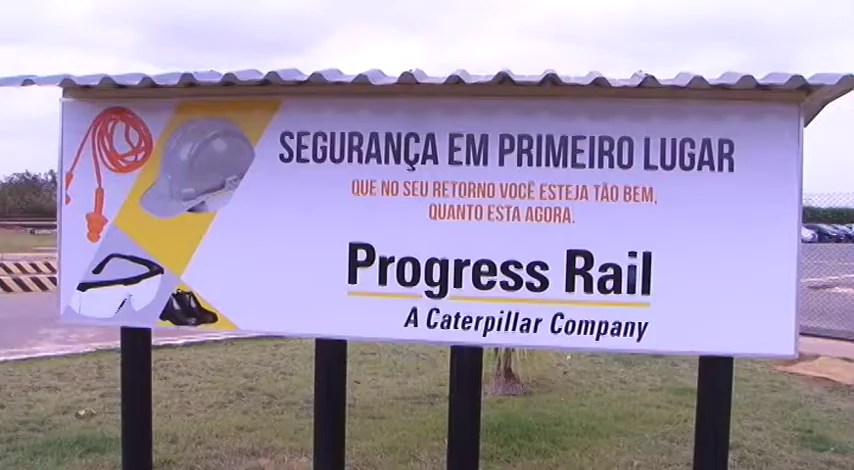 SEGURANÇA EM PRIMEIRO LUGAR
QUE NO SEU RETORNO VOCÊ ESTEJA TÃO BEM,
QUANTO ESTA AGORA.
Progress Rail
A Caterpillar Company